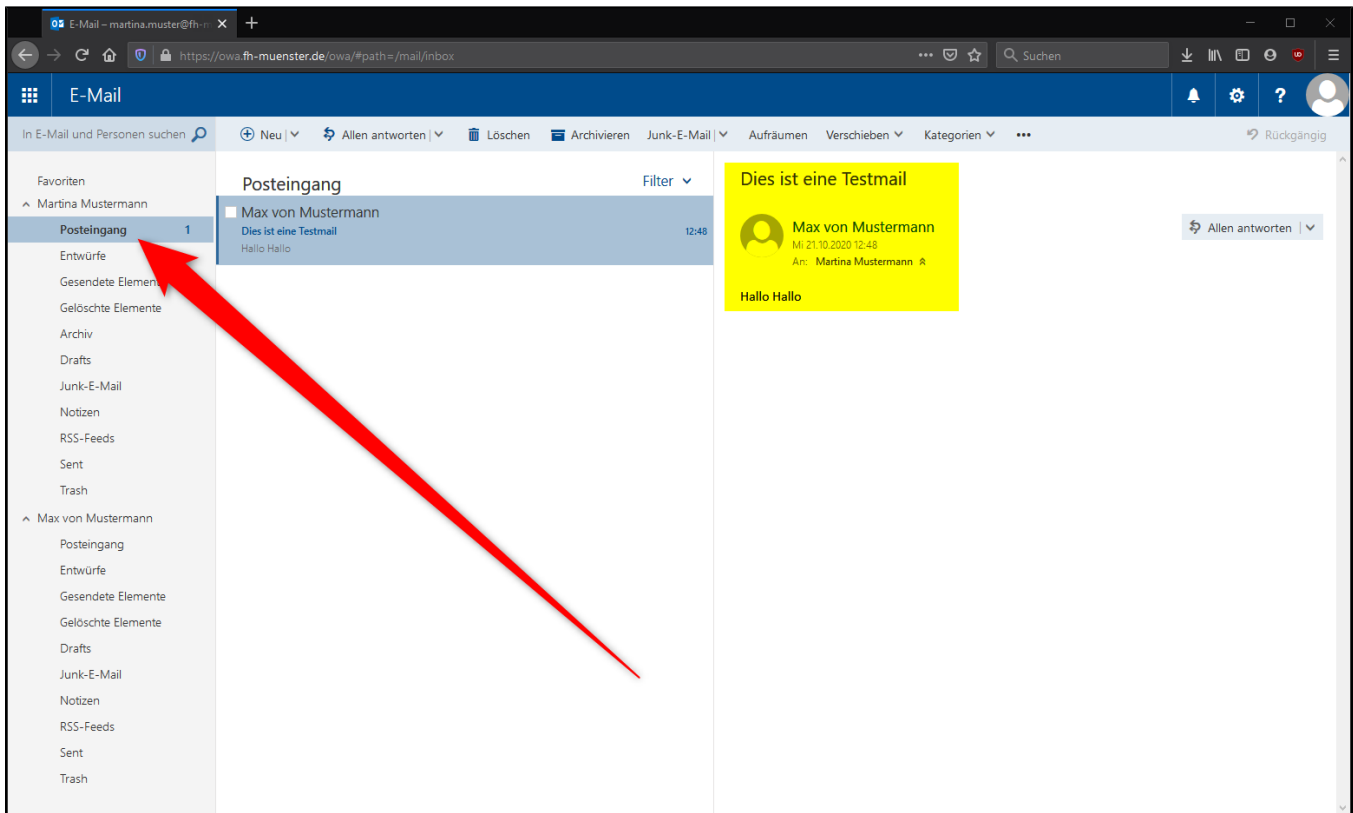 E-Mail – martina.muster@fh-m
https://owa.fh-muenster.de/owa/#path=/mail/inbox
Suchen
E-Mail
?
In E-Mail und Personen suchen
Neu
Allen antworten
Löschen
Archivieren
Junk-E-Mail
Aufräumen
Verschieben
Kategorien
Rückgängig
Favoriten
Martina Mustermann
Posteingang 1
Entwürfe
Gesendete Element
Gelöschte Elemente
Archiv
Drafts
Junk-E-Mail
Notizen
RSS-Feeds
Sent
Trash
Max von Mustermann
Posteingang
Entwürfe
Gesendete Elemente
Gelöschte Elemente
Drafts
Junk-E-Mail
Notizen
RSS-Feeds
Sent
Trash
Posteingang
Filter
Max von Mustermann
Dies ist eine Testmail 12:48
Hallo Hallo
Dies ist eine Testmail
Max von Mustermann
Mi 21.10.2020 12:48
An: Martina Mustermann
Allen antworten
Hallo Hallo